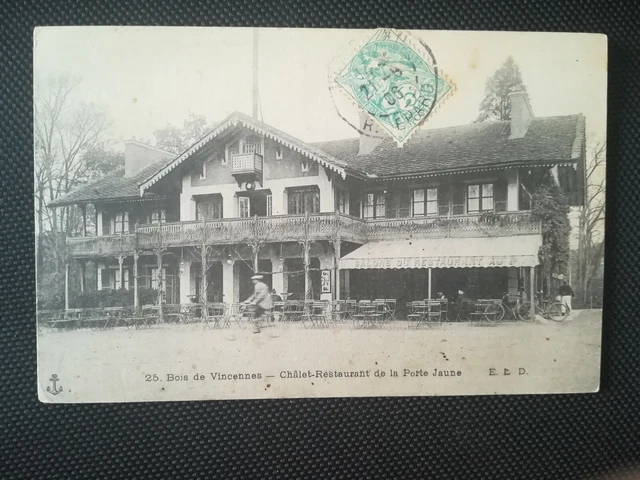 SALONS DU RESTAURANT AU
25. Bois de Vincennes — Châlet-Restaurant de la Porte Jaune E. L. D.